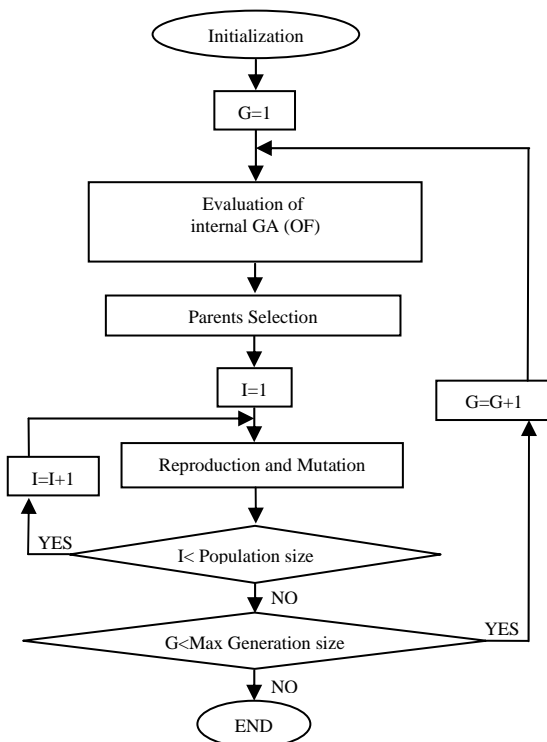 Initialization
G=1
Evaluation of
internal GA (OF)
Parents Selection
I=1
G=G+1
Reproduction and Mutation
I=I+1
YES
I< Population size
NO
G<Max Generation size
YES
NO
END